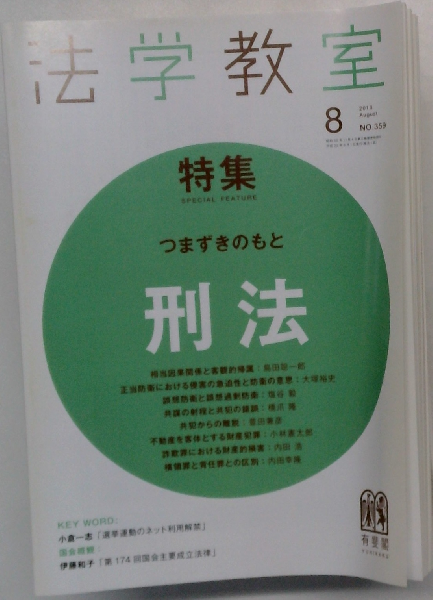 法学教室
8
August
NO 359
特集
SPECIAL FEATURE
つまずきのもと
刑法
相当因果関係と客観的帰属：島田聡一郎
正当防衛における侵害の急迫性と防衛の意思：大塚裕史
誤想防衛と誤想過剰防衛：塩谷 毅
共謀の射程と共犯の錯誤：橋爪 隆
共犯からの離脱：豊田兼彦
不動産を客体とする財産犯罪：小林憲太郎
詐欺罪における財産的損害：内田 浩
横領罪と背任罪との区別：内田幸隆
KEY WORD:
小倉一志「選挙運動のネット利用解禁」
国会概観：
伊藤和子「第174回国会主要成立法律」
有斐閣